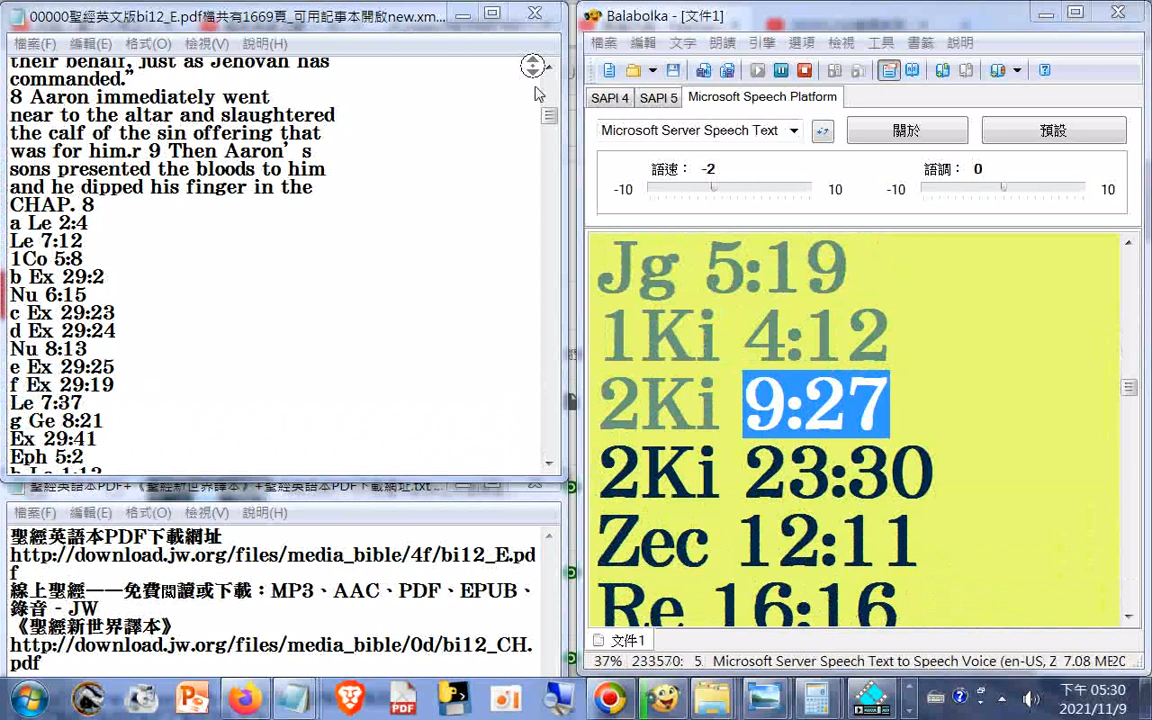 00000聖經英文版bi12_E.pdf檔共有1669頁_可用記事本開啟new.xm...
檔案(F) 編輯(E) 格式(O) 檢視(V) 說明(H)
their behalf, just as Jehovah has
commanded.”
8 Aaron immediately went
near to the altar and slaughtered
the calf of the sin offering that
was for him.r 9 Then Aaron’s
sons presented the bloods to him
and he dipped his finger in the
CHAP. 8
a Le 2:4
Le 7:12
1Co 5:8
b Ex 29:2
Nu 6:15
c Ex 29:23
d Ex 29:24
Nu 8:13
e Ex 29:25
f Ex 29:19
Le 7:37
g Ge 8:21
Ex 29:41
Eph 5:2
h Le 1:13
聖經英語本PDF+《聖經新世界譯本》+聖經英語本PDF下載網址.txt ...
檔案(F) 編輯(E) 格式(O) 檢視(V) 說明(H)
聖經英語本PDF下載網址
http://download.jw.org/files/media_bible/4f/bi12_E.pd
f
線上聖經——免費閱讀或下載：MP3、AAC、PDF、EPUB、
錄音 - JW
《聖經新世界譯本》
http://download.jw.org/files/media_bible/0d/bi12_CH.
pdf
Balabolka - [文件1]
檔案 編輯 文字 朗讀 引擎 選項 檢視 工具 書籤 說明
SAPI 4 SAPI 5 Microsoft Speech Platform
Microsoft Server Speech Text 關於 預設
語速： -2 語調： 0
-10 10 -10 10
Jg 5:19
1Ki 4:12
2Ki 9:27
2Ki 23:30
Zec 12:11
Re 16:16
文件1
37% 233570: 5 Microsoft Server Speech Text to Speech Voice (en-US, Z 7.08 ME20
下午 05:30
2021/11/9